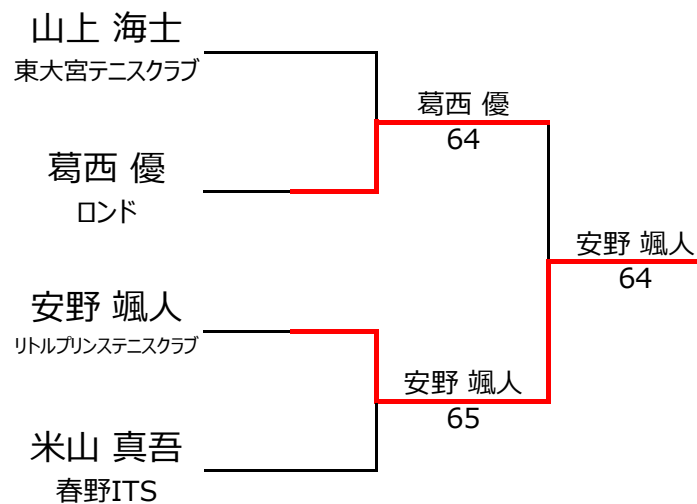 山上 海士
東大宮テニスクラブ
葛西 優
64
葛西 優
ロンド
安野 颯人
64
安野 颯人
リトルプリンステニスクラブ
安野 颯人
65
米山 真吾
春野ITS